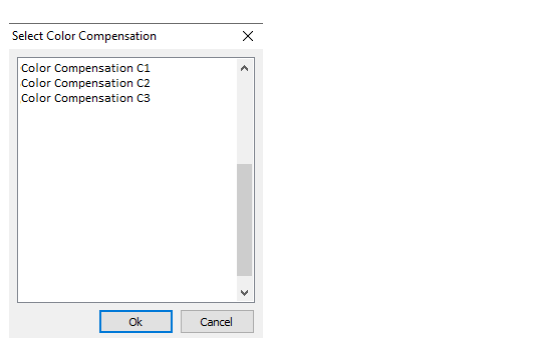 Select Color Compensation
Color Compensation C1
Color Compensation C2
Color Compensation C3
Ok Cancel